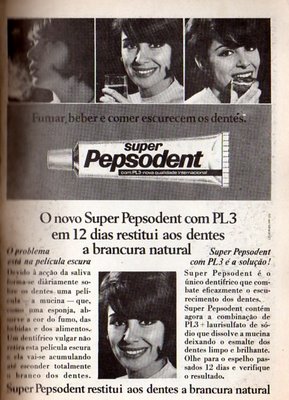 Fumar, beber e comer escurecem os dentes.
super
Pepsodent
com PL3 - nova qualidade internacional
O novo Super Pepsodent com PL3
em 12 dias restitui aos dentes
a brancura natural
O problema
está na película escura
Devido à acção da saliva
forma-se diàriamente so-
bre os dentes uma pelí-
cula — a mucina — que,
como uma esponja, ab-
sorve a cor do fumo, das
bebidas e dos alimentos.
Um dentífrico vulgar não
retira esta película escura
e ela vai-se acumulando
até esconder totalmente
o branco dos dentes.
Super Pepsodent
com PL3 é a solução!
Super Pepsodent é o
único dentífrico que com-
bate eficazmente o escu-
recimento dos dentes.
Super Pepsodent contém
agora a combinação de
PL3 + laurisulfato de só-
dio que dissolve a mucina
deixando o esmalte dos
dentes limpo e brilhante.
Olhe para o espelho pas-
sados 12 dias e verifique
o resultado.
Super Pepsodent restitui aos dentes a brancura natural